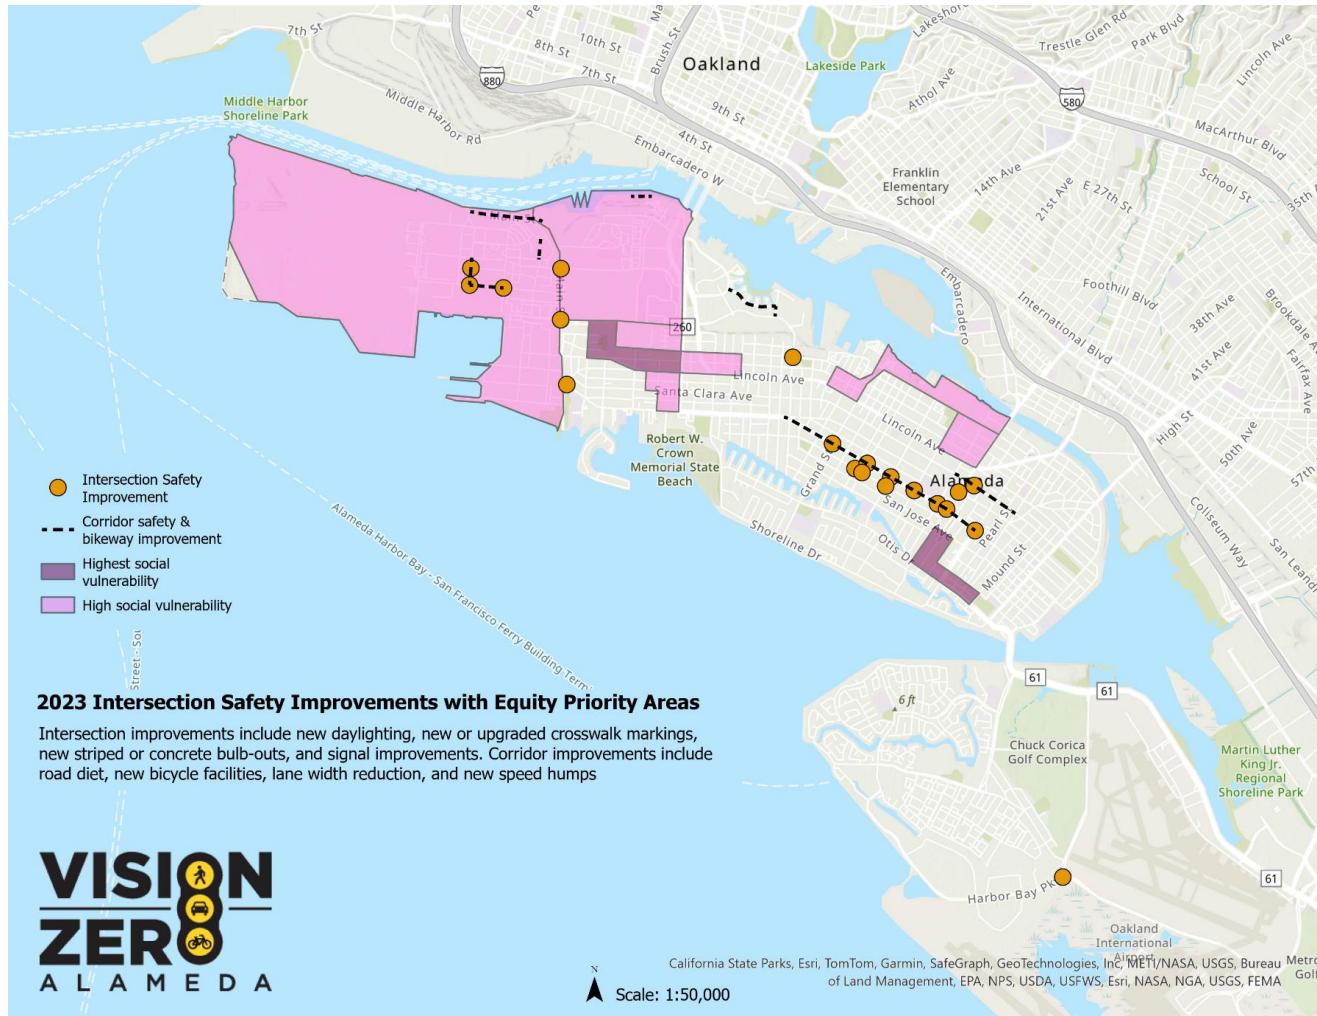 7th St
10th St
8th St
7th St
Brush St
Oakland
Lakeside Park
Trestle Glen Rd
Park Blvd
Lincoln Ave
880
580
Middle Harbor
Shoreline Park
Middle Harbor Rd
9th St
4th St
Embarcadero W
Athol Ave
MacArthur Blvd
Franklin
Elementary
School
14th Ave
21st Ave
E 27th St
School St
35th
Embarcadero
Foothill Blvd
International Blvd
38th Ave
41st Ave
Brookdale
Fairfax Ave
260
Lincoln Ave
Santa Clara Ave
Lincoln Ave
High St
50th Ave
57th
Robert W.
Crown
Memorial State
Beach
Grand S
Alameda
San Jose Ave
Pearl S
Otis D
Mound St
Shoreline Dr
Coliseum Way
San Leand
Intersection Safety
Improvement
Corridor safety &
bikeway improvement
Highest social
vulnerability
High social vulnerability
Alameda Harbor Bay - San Francisco Ferry Building Termi
Street - Sou
61
61
6 ft
2023 Intersection Safety Improvements with Equity Priority Areas
Intersection improvements include new daylighting, new or upgraded crosswalk markings,
new striped or concrete bulb-outs, and signal improvements. Corridor improvements include
road diet, new bicycle facilities, lane width reduction, and new speed humps
Chuck Corica
Golf Complex
Martin Luther
King Jr.
Regional
Shoreline Park
VISION
ZERO
ALAMEDA
Harbor Bay Pk
61
Oakland
International
Airport
Metro
Golf
N
Scale: 1:50,000
California State Parks, Esri, TomTom, Garmin, SafeGraph, GeoTechnologies, Inc, METI/NASA, USGS, Bureau
of Land Management, EPA, NPS, USDA, USFWS, Esri, NASA, NGA, USGS, FEMA